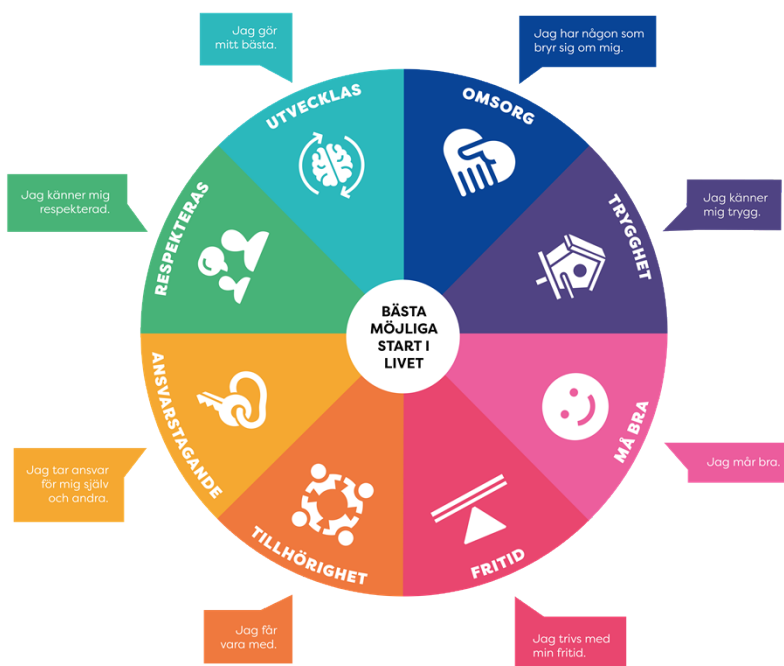 Jag gör
mitt bästa.
Jag har någon som
bryr sig om mig.
UTVECKLAS
OMSORG
Jag känner mig
respekterad.
RESPEKTERAS
TRYGGHET
Jag känner
mig trygg.
BÄSTA
MÖJLIGA
START I
LIVET
ANSVARSTAGANDE
MÅ BRA
Jag tar ansvar
för mig själv
och andra.
Jag mår bra.
TILLHÖRIGHET
FRITID
Jag får
vara med.
Jag trivs med
min fritid.